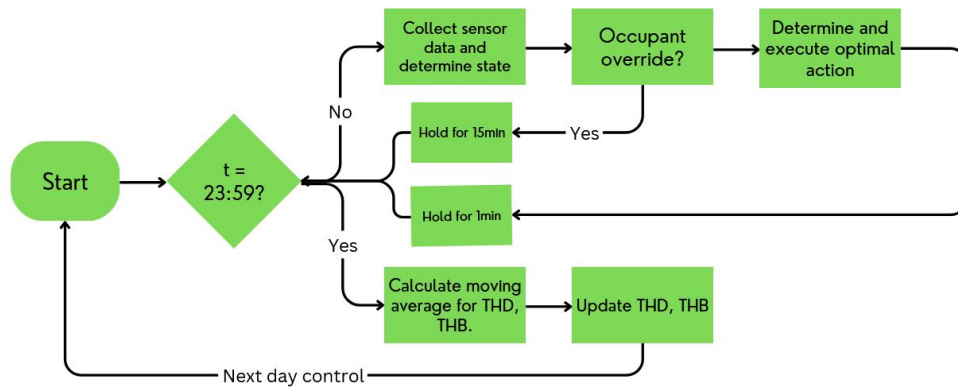 Start
t =
23:59?
No
Collect sensor
data and
determine state
Occupant
override?
Determine and
execute optimal
action
Yes
Hold for 15min
Hold for 1min
Yes
Calculate moving
average for THD,
THB.
Update THD, THB
Next day control